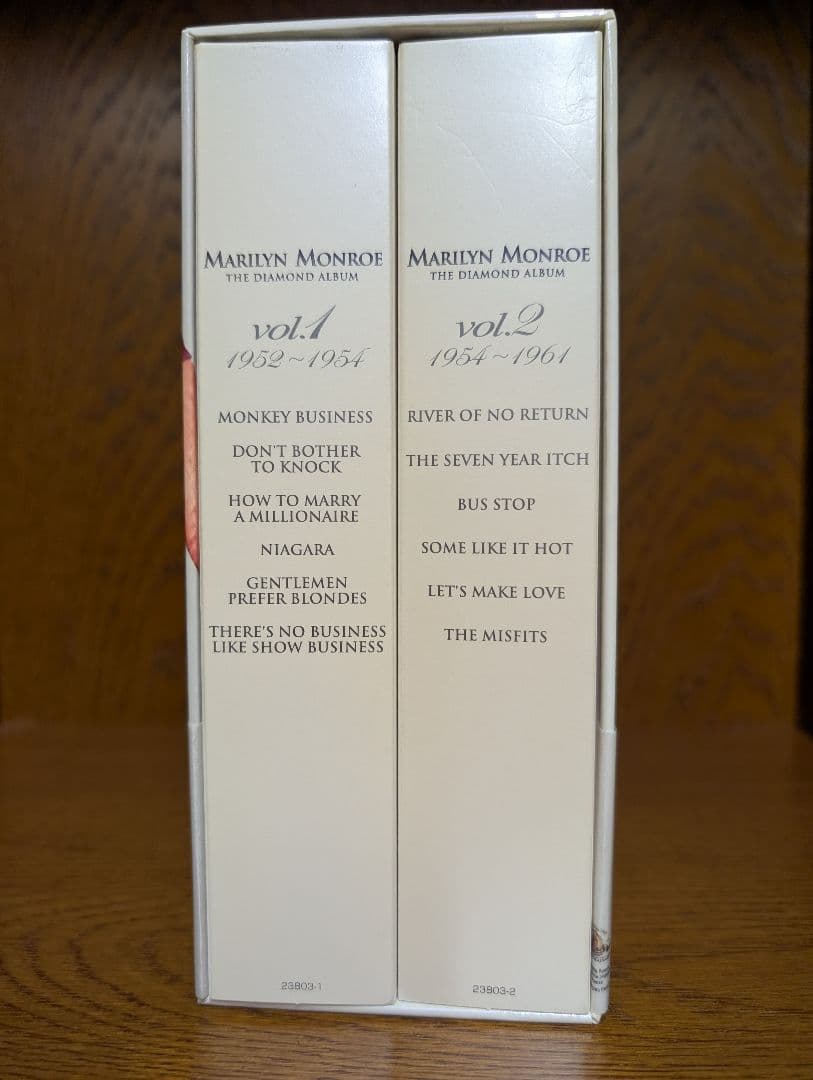 MARILYN MONROE
THE DIAMOND ALBUM
vol.1
1952~1954
MONKEY BUSINESS
DON'T BOTHER
TO KNOCK
HOW TO MARRY
A MILLIONAIRE
NIAGARA
GENTLEMEN
PREFER BLONDES
THERE'S NO BUSINESS
LIKE SHOW BUSINESS
23803-1
MARILYN MONROE
THE DIAMOND ALBUM
vol.2
1954~1961
RIVER OF NO RETURN
THE SEVEN YEAR ITCH
BUS STOP
SOME LIKE IT HOT
LET'S MAKE LOVE
THE MISFITS
23803-2